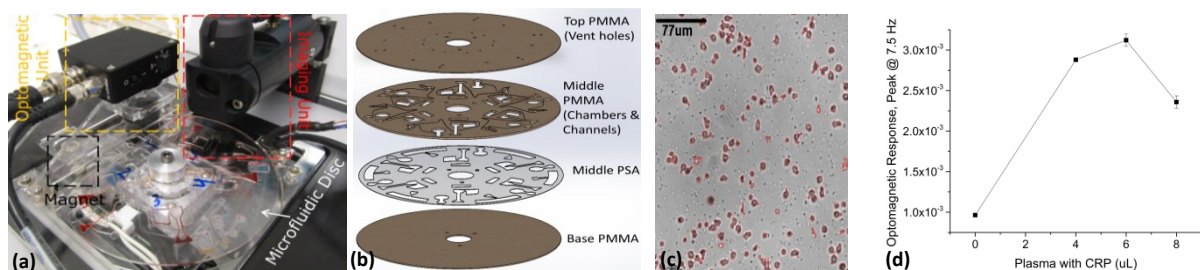 Optomagnetic
Unit
Imaging Unit
Magnet
3
4
Microfluidic Disc
(a)
(b)
Top PMMA
(Vent holes)
Middle
PMMA
(Chambers &
Channels)
Middle PSA
Base PMMA
77um
(c)
Optomagnetic Response, Peak @ 7.5 Hz
3.0x10⁻³
2.5x10⁻³
2.0x10⁻³
1.5x10⁻³
1.0x10⁻³
0 2 4 6 8
Plasma with CRP (uL)
(d)